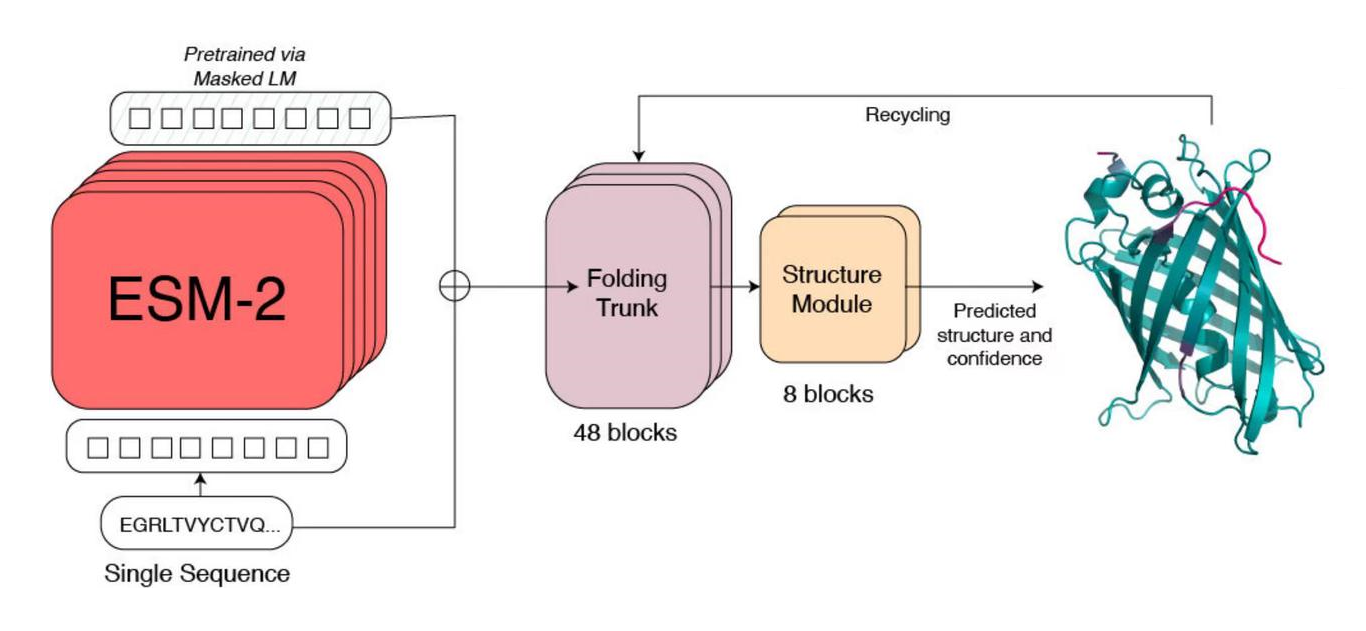 Pretrained via
Masked LM
ESM-2
EGRLTVYCTVQ...
Single Sequence
Recycling
Folding
Trunk
48 blocks
Structure
Module
8 blocks
Predicted
structure and
confidence